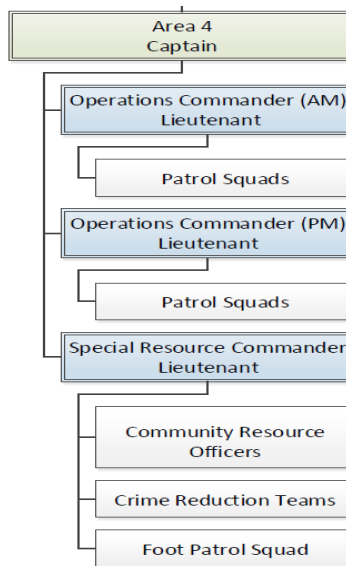 Area 4
Captain
Operations Commander (AM)
Lieutenant
Patrol Squads
Operations Commander (PM)
Lieutenant
Patrol Squads
Special Resource Commander
Lieutenant
Community Resource
Officers
Crime Reduction Teams
Foot Patrol Squad